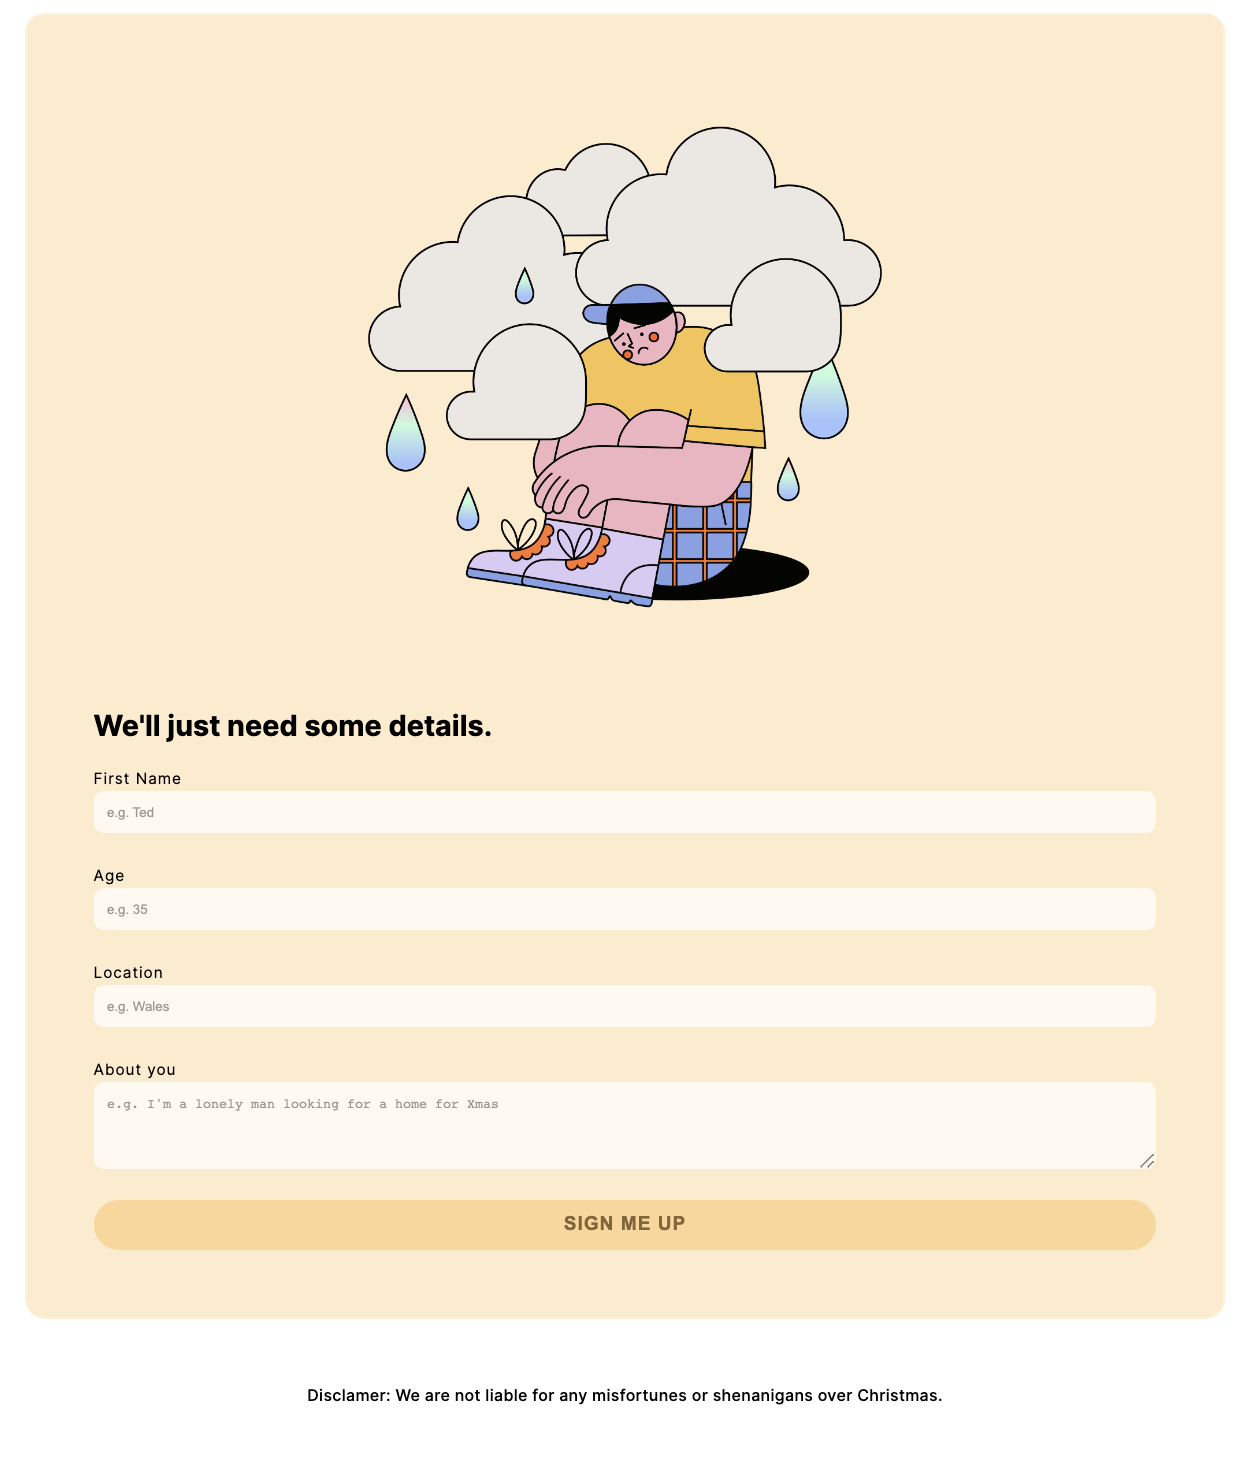 We'll just need some details.
First Name
e.g. Ted
Age
e.g. 35
Location
e.g. Wales
About you
e.g. I'm a lonely man looking for a home for Xmas
SIGN ME UP
Disclamer: We are not liable for any misfortunes or shenanigans over Christmas.